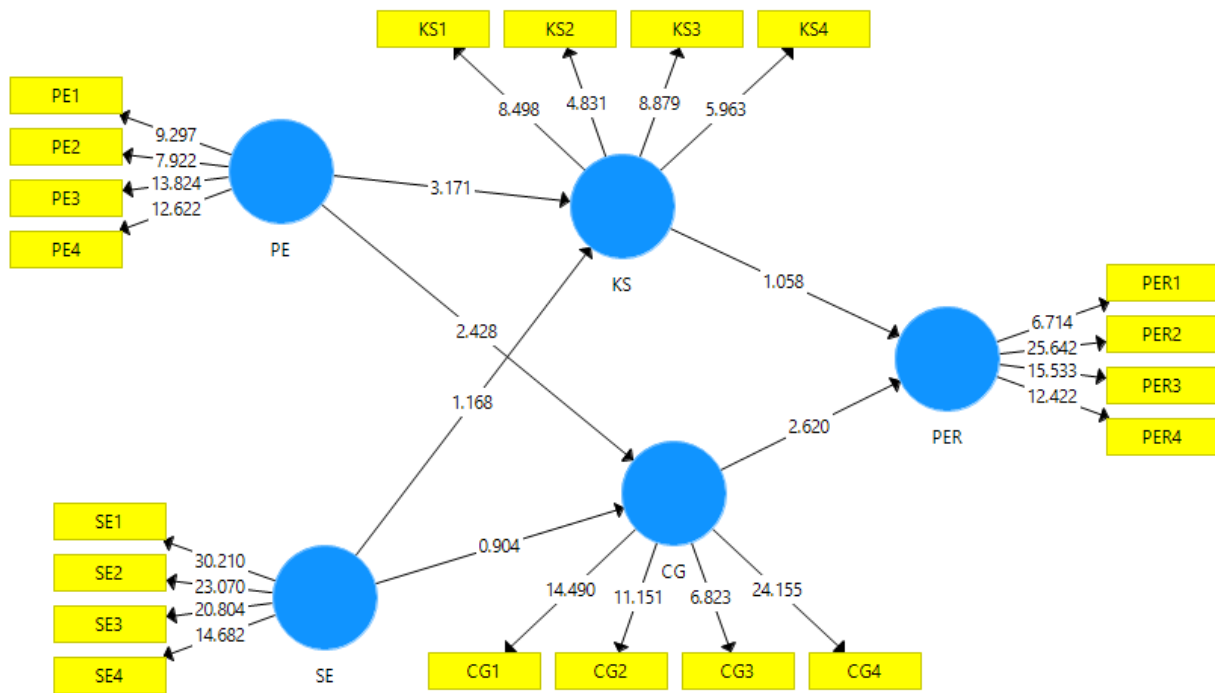 KS1
KS2
KS3
KS4
8.498
4.831
8.879
5.963
PE1
PE2
PE3
PE4
9.297
7.922
13.824
12.622
PE
3.171
KS
2.428
1.168
1.058
PER1
PER2
PER3
PER4
6.714
25.642
15.533
12.422
PER
2.620
SE1
SE2
SE3
SE4
30.210
23.070
20.804
14.682
SE
0.904
CG
14.490
11.151
6.823
24.155
CG1
CG2
CG3
CG4